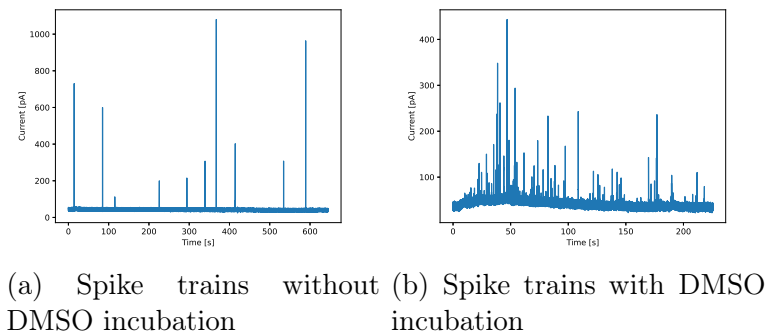 1000
800
600
400
200
0
Current [pA]
0 100 200 300 400 500 600
Time [s]
400
300
200
100
Current [pA]
0 50 100 150 200
Time [s]
(a) Spike trains without
DMSO incubation
(b) Spike trains with DMSO
incubation